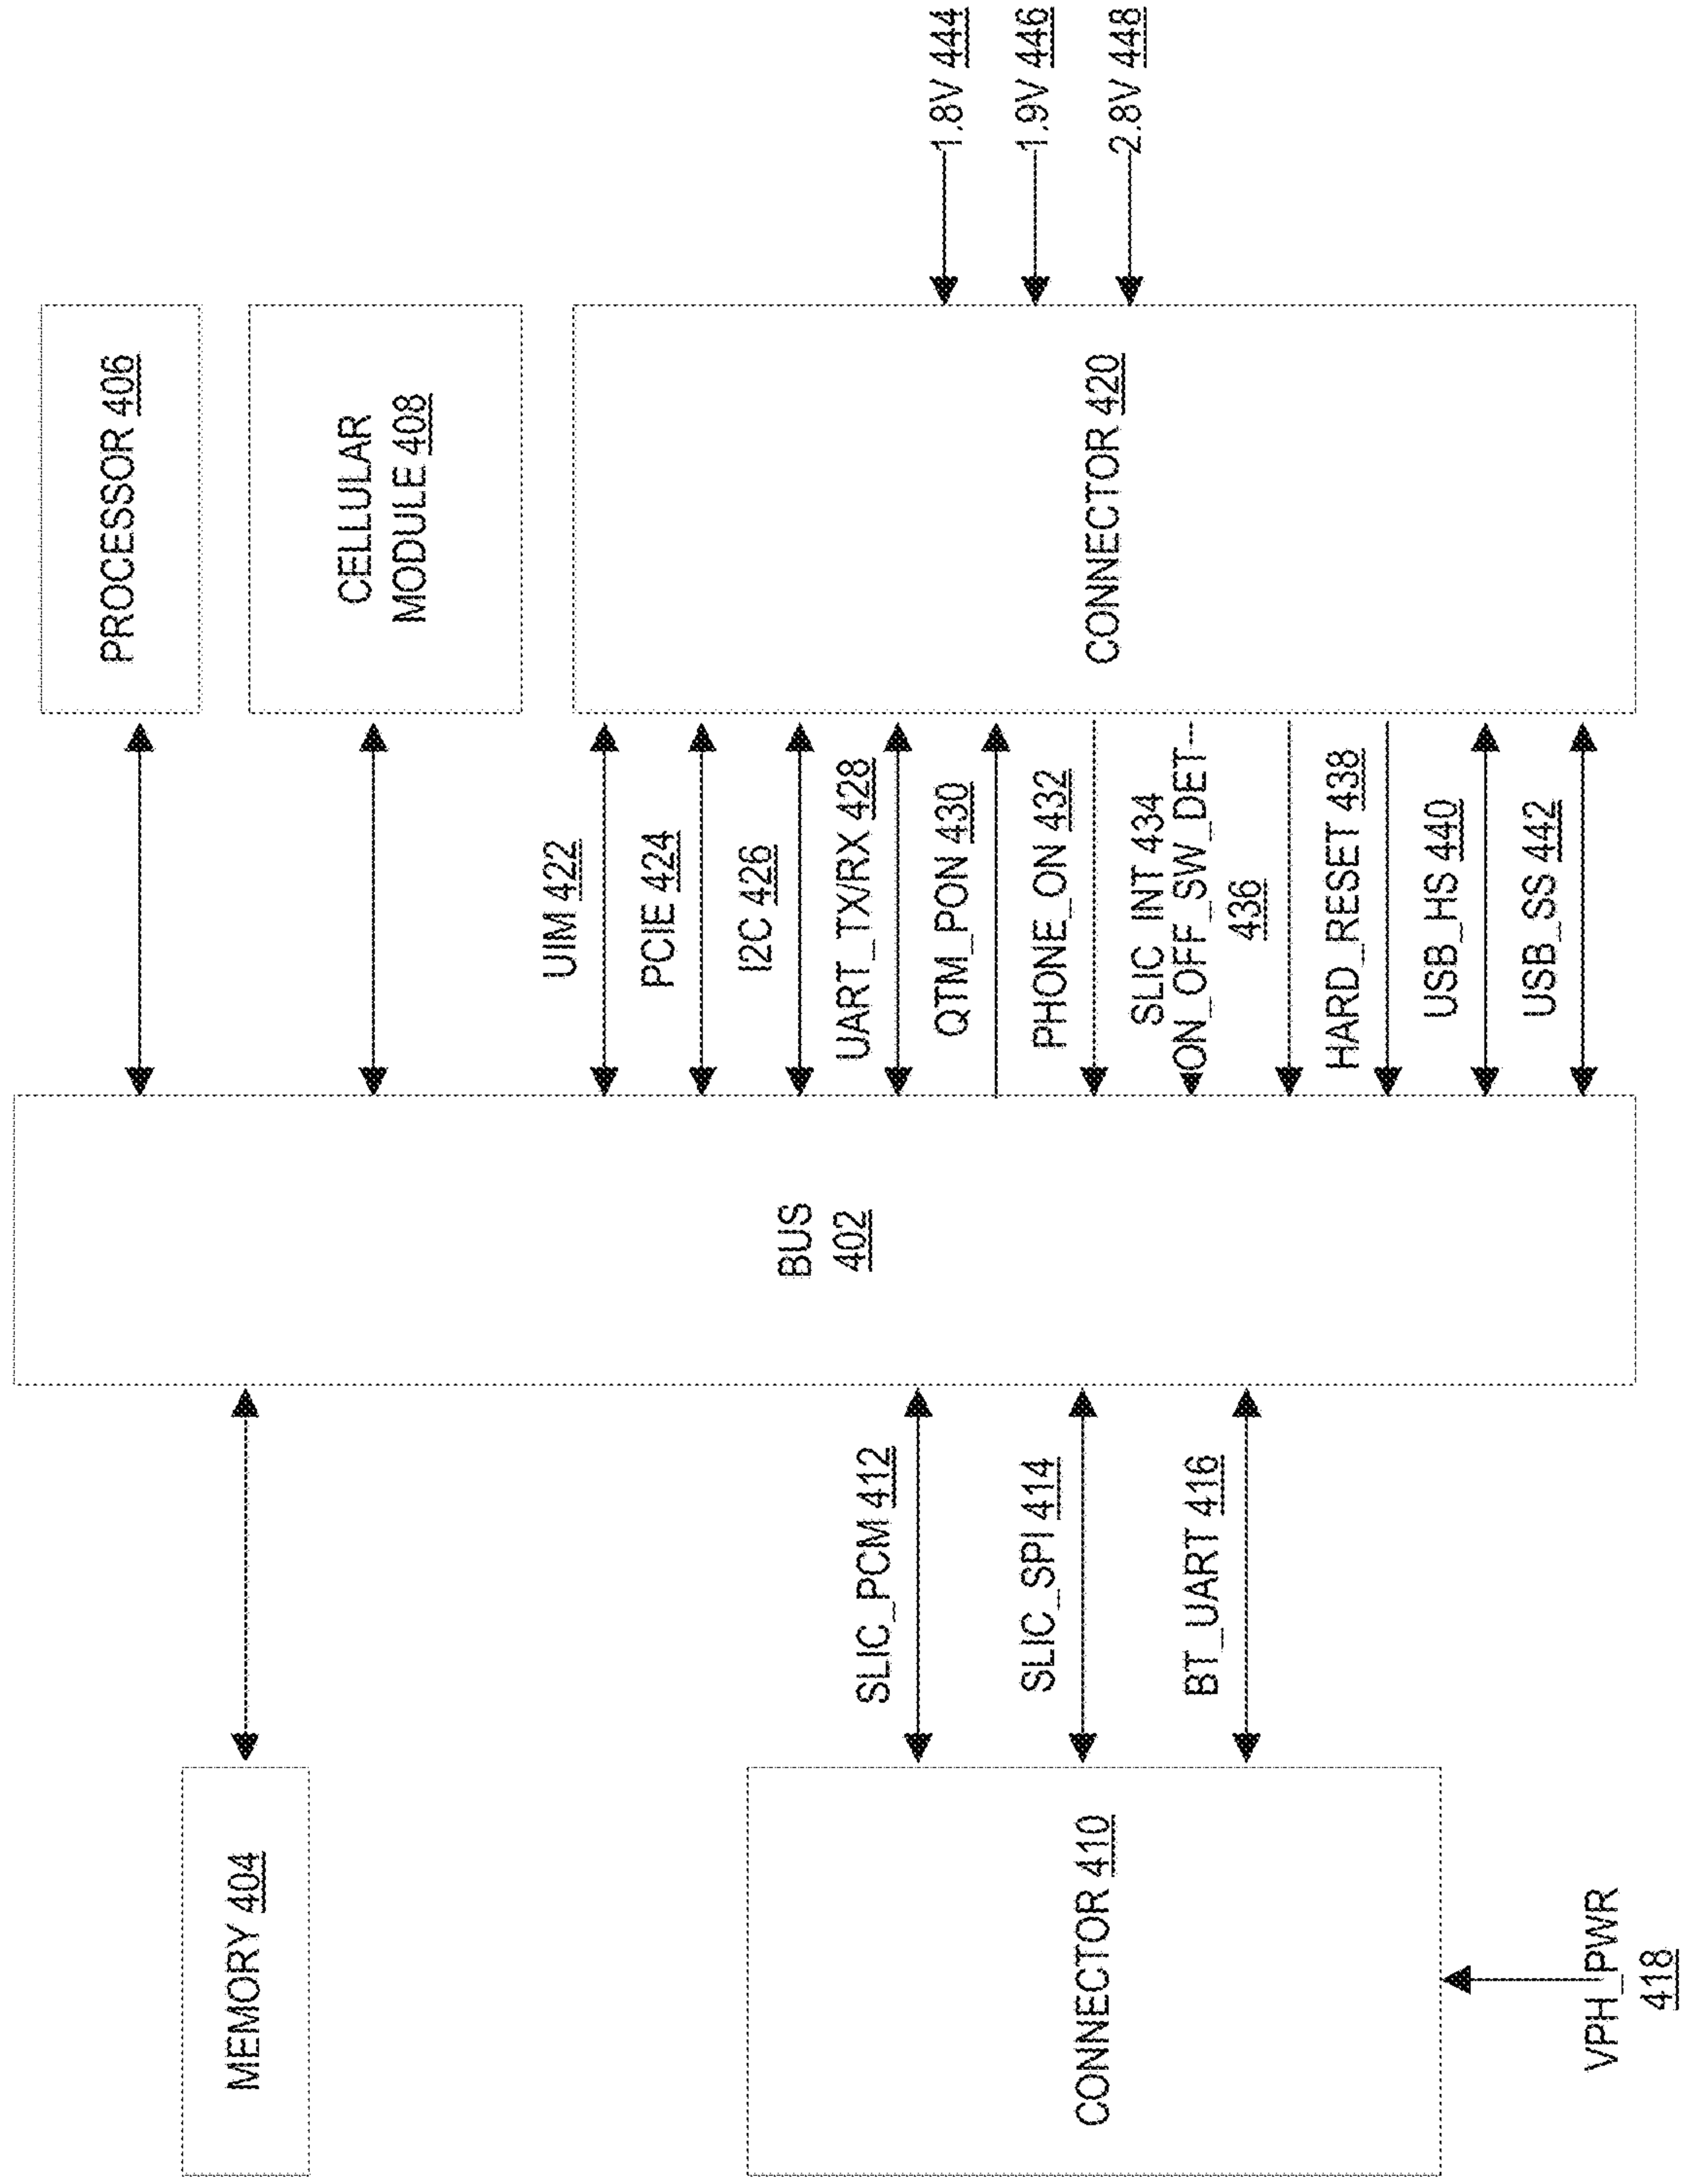 MEMORY 404
PROCESSOR 406
CELLULAR
MODULE 408
BUS
402
UIM 422
PCIE 424
I2C 426
UART_TX/RX 428
QTM_PON 430
PHONE_ON 432
SLIC INT 434
ON_OFF_SW_DET
436
HARD_RESET 438
USB_HS 440
USB_SS 442
CONNECTOR 420
1.8V 444
1.9V 446
2.8V 448
SLIC_PCM 412
SLIC_SPI 414
BT_UART 416
CONNECTOR 410
VPH_PWR
418